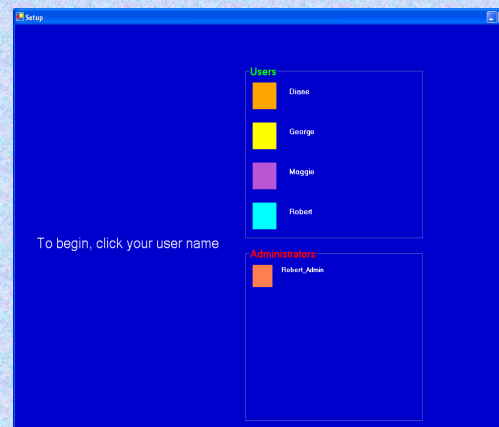 Setup
Users
Diane
George
Maggie
Robert
To begin, click your user name
Administrators
Robert_Admin